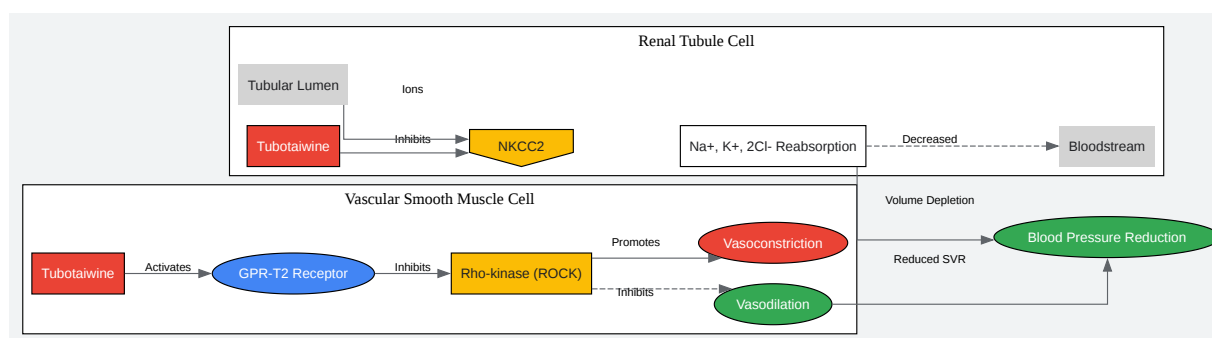 Renal Tubule Cell
Tubular Lumen
Ions
Tubotaiwine
Inhibits
NKCC2
Na+, K+, 2Cl- Reabsorption
Decreased
Bloodstream
Vascular Smooth Muscle Cell
Volume Depletion
Tubotaiwine
Activates
GPR-T2 Receptor
Inhibits
Rho-kinase (ROCK)
Promotes
Vasoconstriction
Inhibits
Vasodilation
Reduced SVR
Blood Pressure Reduction